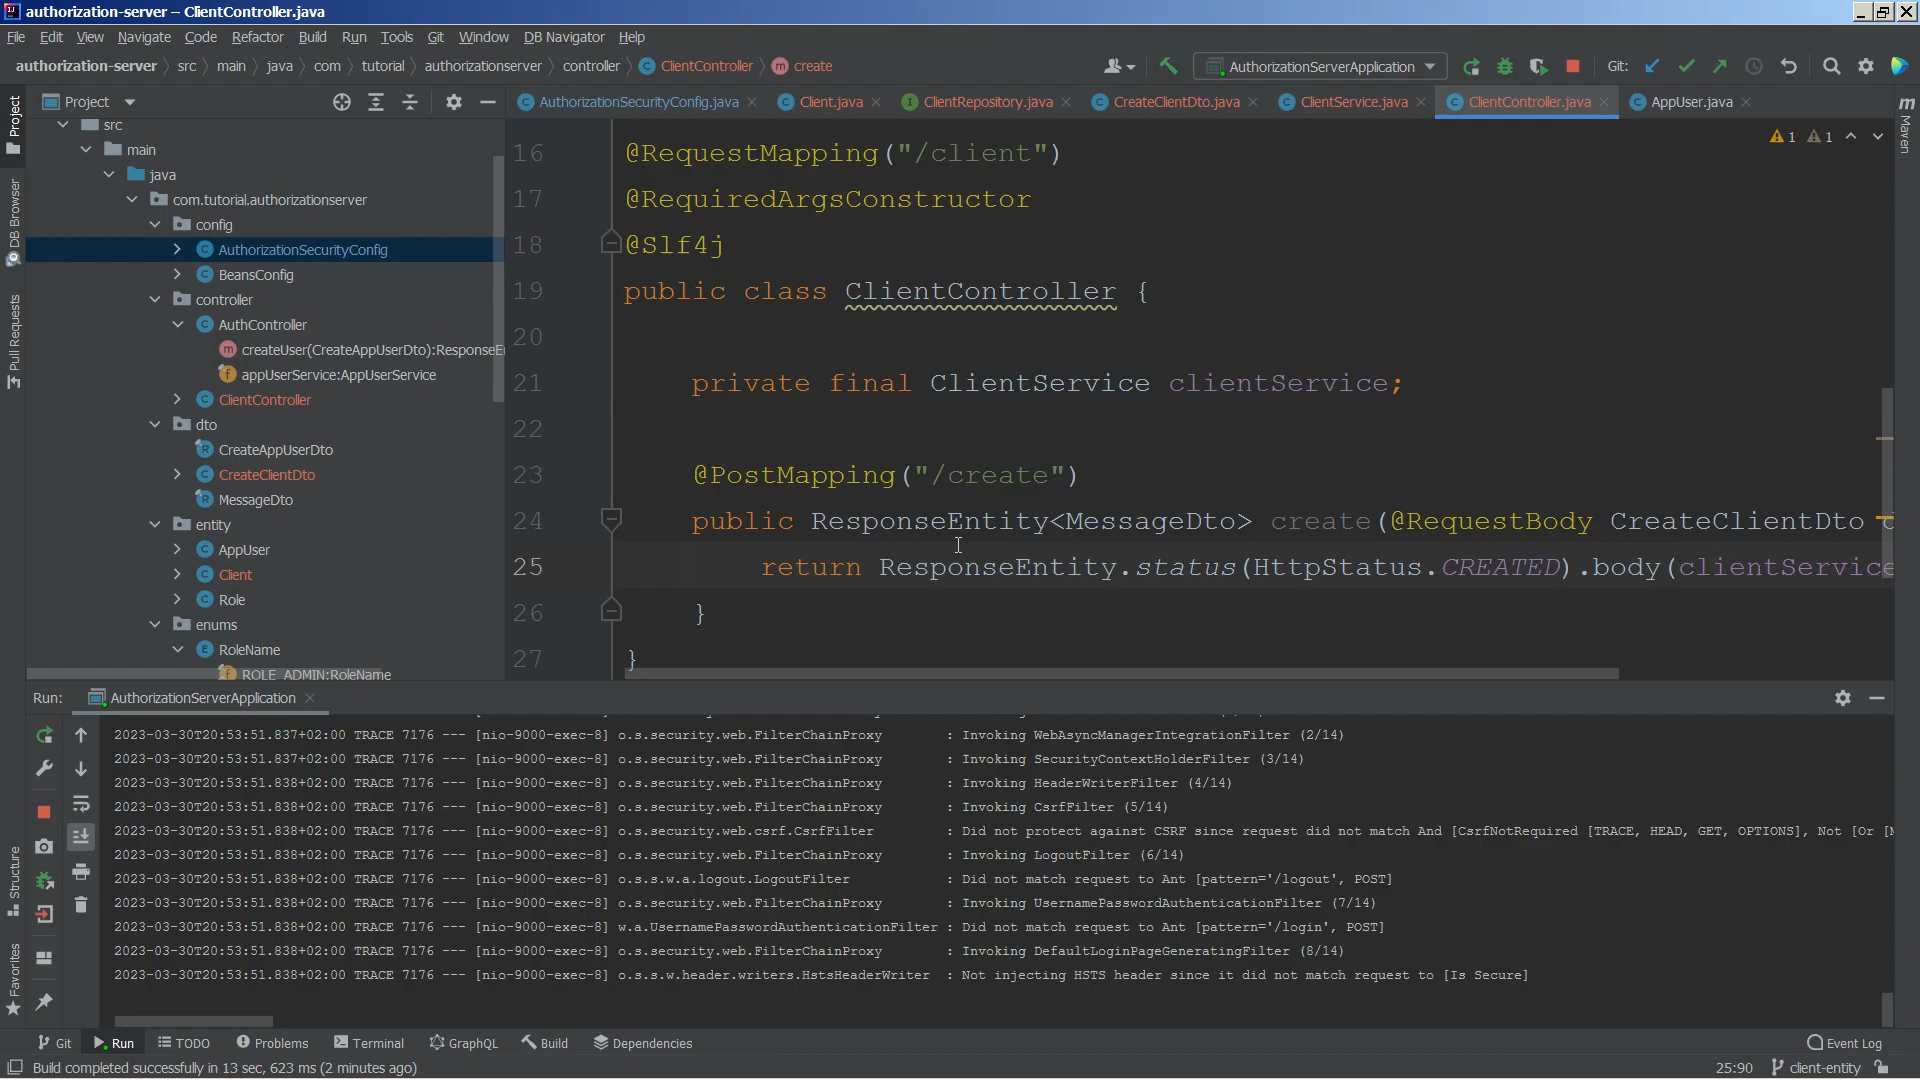 authorization-server – ClientController.java
File Edit View Navigate Code Refactor Build Run Tools Git Window DB Navigator Help
authorization-server src main java com tutorial authorizationserver controller ClientController create
AuthorizationServerApplication
Git:
Project
AuthorizationSecurityConfig.java
Client.java
ClientRepository.java
CreateClientDto.java
ClientService.java
ClientController.java
AppUser.java
Project
DB Browser
Pull Requests
Structure
Favorites
Maven
src
main
java
com.tutorial.authorizationserver
config
AuthorizationSecurityConfig
BeansConfig
controller
AuthController
createUser(CreateAppUserDto):ResponseE
appUserService:AppUserService
ClientController
dto
CreateAppUserDto
CreateClientDto
MessageDto
entity
AppUser
Client
Role
enums
RoleName
ROLE_ADMIN:RoleName
1 1
16 @RequestMapping("/client")
17 @RequiredArgsConstructor
18 @Slf4j
19 public class ClientController {
20
21 private final ClientService clientService;
22
23 @PostMapping("/create")
24 public ResponseEntity<MessageDto> create(@RequestBody CreateClientDto d
25 return ResponseEntity.status(HttpStatus.CREATED).body(clientService
26 }
27 }
Run: AuthorizationServerApplication
2023-03-30T20:53:51.837+02:00 TRACE 7176 --- [nio-9000-exec-8] o.s.security.web.FilterChainProxy : Invoking WebAsyncManagerIntegrationFilter (2/14)
2023-03-30T20:53:51.837+02:00 TRACE 7176 --- [nio-9000-exec-8] o.s.security.web.FilterChainProxy : Invoking SecurityContextHolderFilter (3/14)
2023-03-30T20:53:51.838+02:00 TRACE 7176 --- [nio-9000-exec-8] o.s.security.web.FilterChainProxy : Invoking HeaderWriterFilter (4/14)
2023-03-30T20:53:51.838+02:00 TRACE 7176 --- [nio-9000-exec-8] o.s.security.web.FilterChainProxy : Invoking CsrfFilter (5/14)
2023-03-30T20:53:51.838+02:00 TRACE 7176 --- [nio-9000-exec-8] o.s.security.web.csrf.CsrfFilter : Did not protect against CSRF since request did not match And [CsrfNotRequired [TRACE, HEAD, GET, OPTIONS], Not [Or [M
2023-03-30T20:53:51.838+02:00 TRACE 7176 --- [nio-9000-exec-8] o.s.security.web.FilterChainProxy : Invoking LogoutFilter (6/14)
2023-03-30T20:53:51.838+02:00 TRACE 7176 --- [nio-9000-exec-8] o.s.s.w.a.logout.LogoutFilter : Did not match request to Ant [pattern='/logout', POST]
2023-03-30T20:53:51.838+02:00 TRACE 7176 --- [nio-9000-exec-8] o.s.security.web.FilterChainProxy : Invoking UsernamePasswordAuthenticationFilter (7/14)
2023-03-30T20:53:51.838+02:00 TRACE 7176 --- [nio-9000-exec-8] w.a.UsernamePasswordAuthenticationFilter : Did not match request to Ant [pattern='/login', POST]
2023-03-30T20:53:51.838+02:00 TRACE 7176 --- [nio-9000-exec-8] o.s.security.web.FilterChainProxy : Invoking DefaultLoginPageGeneratingFilter (8/14)
2023-03-30T20:53:51.838+02:00 TRACE 7176 --- [nio-9000-exec-8] o.s.s.w.header.writers.HstsHeaderWriter : Not injecting HSTS header since it did not match request to [Is Secure]
Git Run TODO Problems Terminal GraphQL Build Dependencies Event Log
Build completed successfully in 13 sec, 623 ms (2 minutes ago) 25:90 client-entity